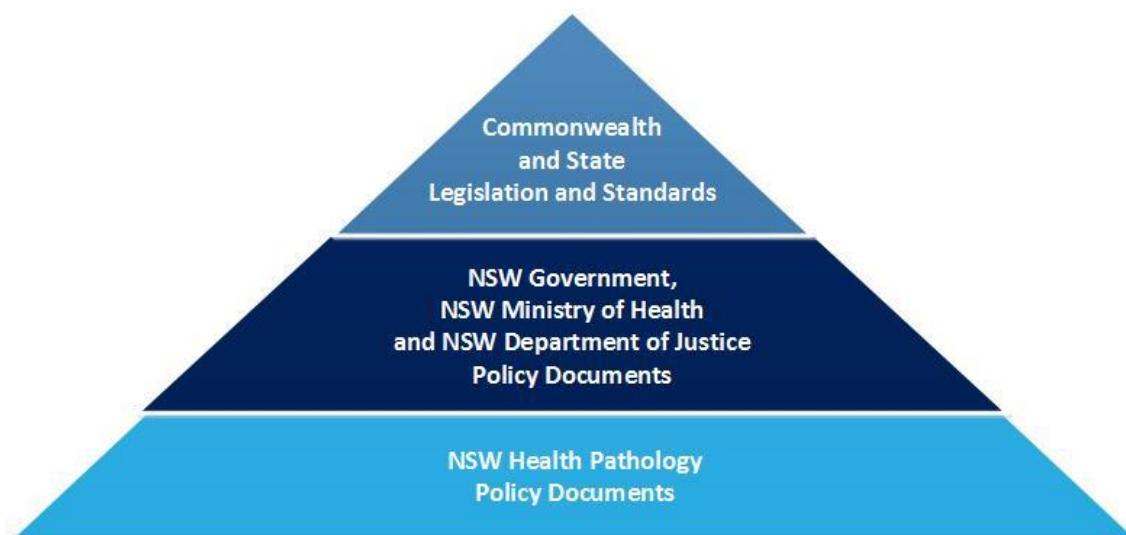 Commonwealth
and State
Legislation and Standards
NSW Government,
NSW Ministry of Health
and NSW Department of Justice
Policy Documents
NSW Health Pathology
Policy Documents